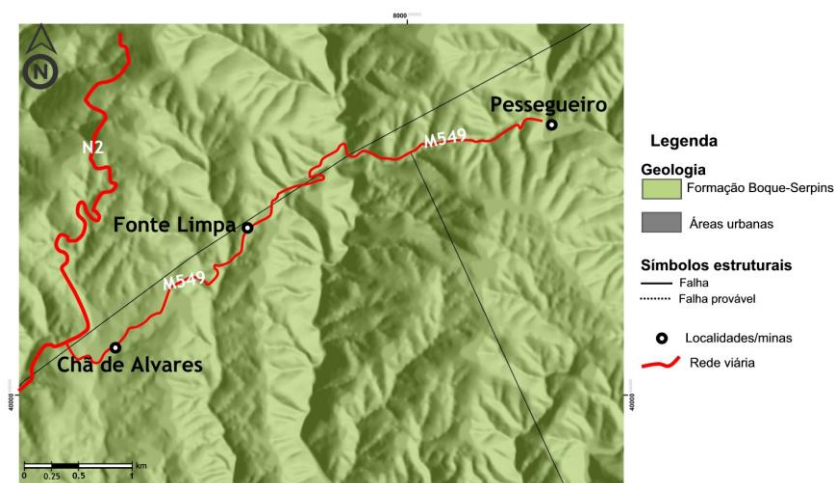 8000
N
N2
Pessegueiro
M549
Fonte Limpa
M549
Chã de Alvares
40000
40000
km
0 0.25 0.5 1
Legenda
Geologia
Formação Boque-Serpins
Áreas urbanas
Símbolos estruturais
Falha
Falha provável
Localidades/minas
Rede viária